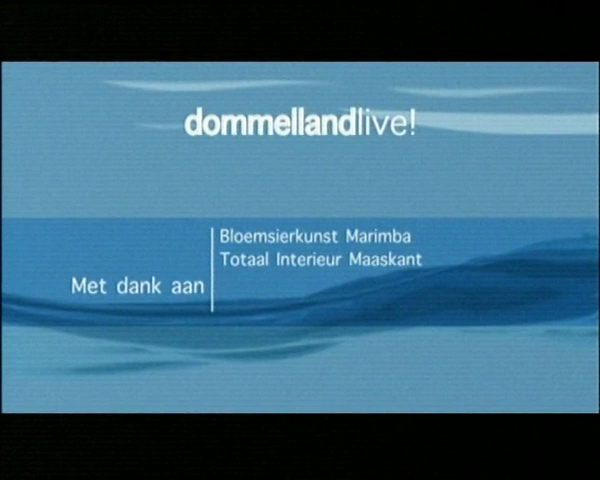 dommellandlive!
Bloemsierkunst Marimba
Totaal Interieur Maaskant
Met dank aan